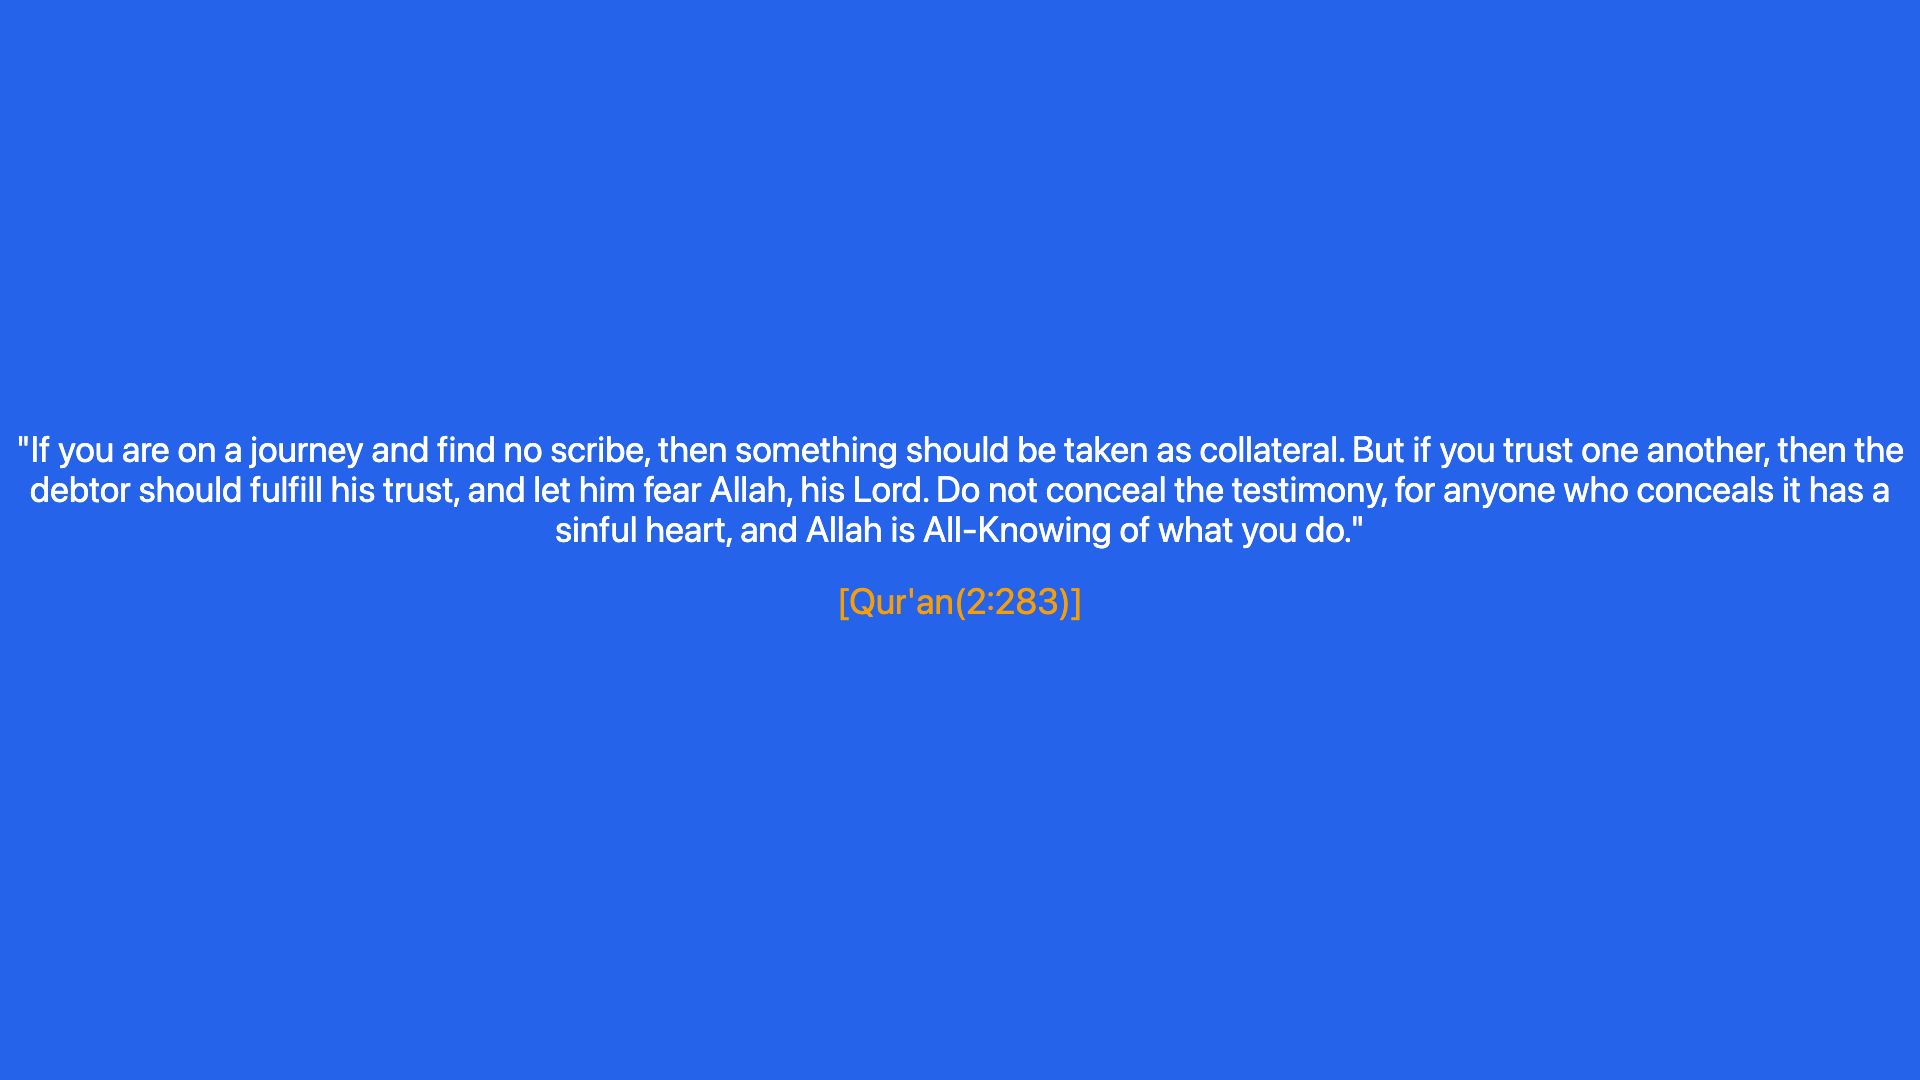 "If you are on a journey and find no scribe, then something should be taken as collateral. But if you trust one another, then the
debtor should fulfill his trust, and let him fear Allah, his Lord. Do not conceal the testimony, for anyone who conceals it has a
sinful heart, and Allah is All-Knowing of what you do."
[Qur'an(2:283)]